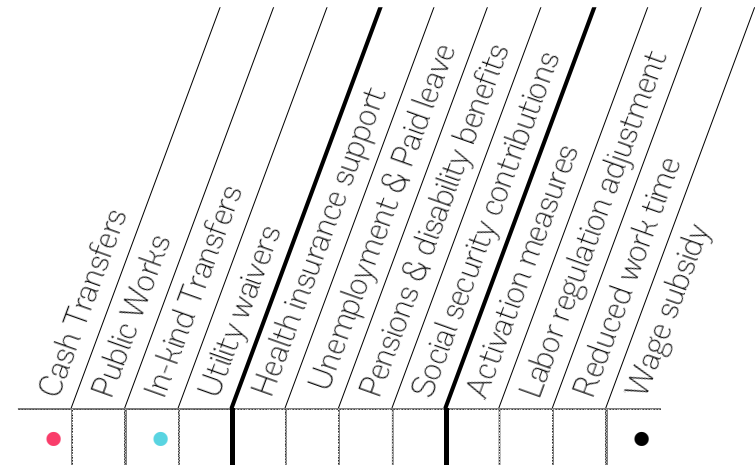 Cash Transfers
Public Works
In-kind Transfers
Utility waivers
Health insurance support
Unemployment & Paid leave
Pensions & disability benefits
Social security contributions
Activation measures
Labor regulation adjustment
Reduced work time
Wage subsidy